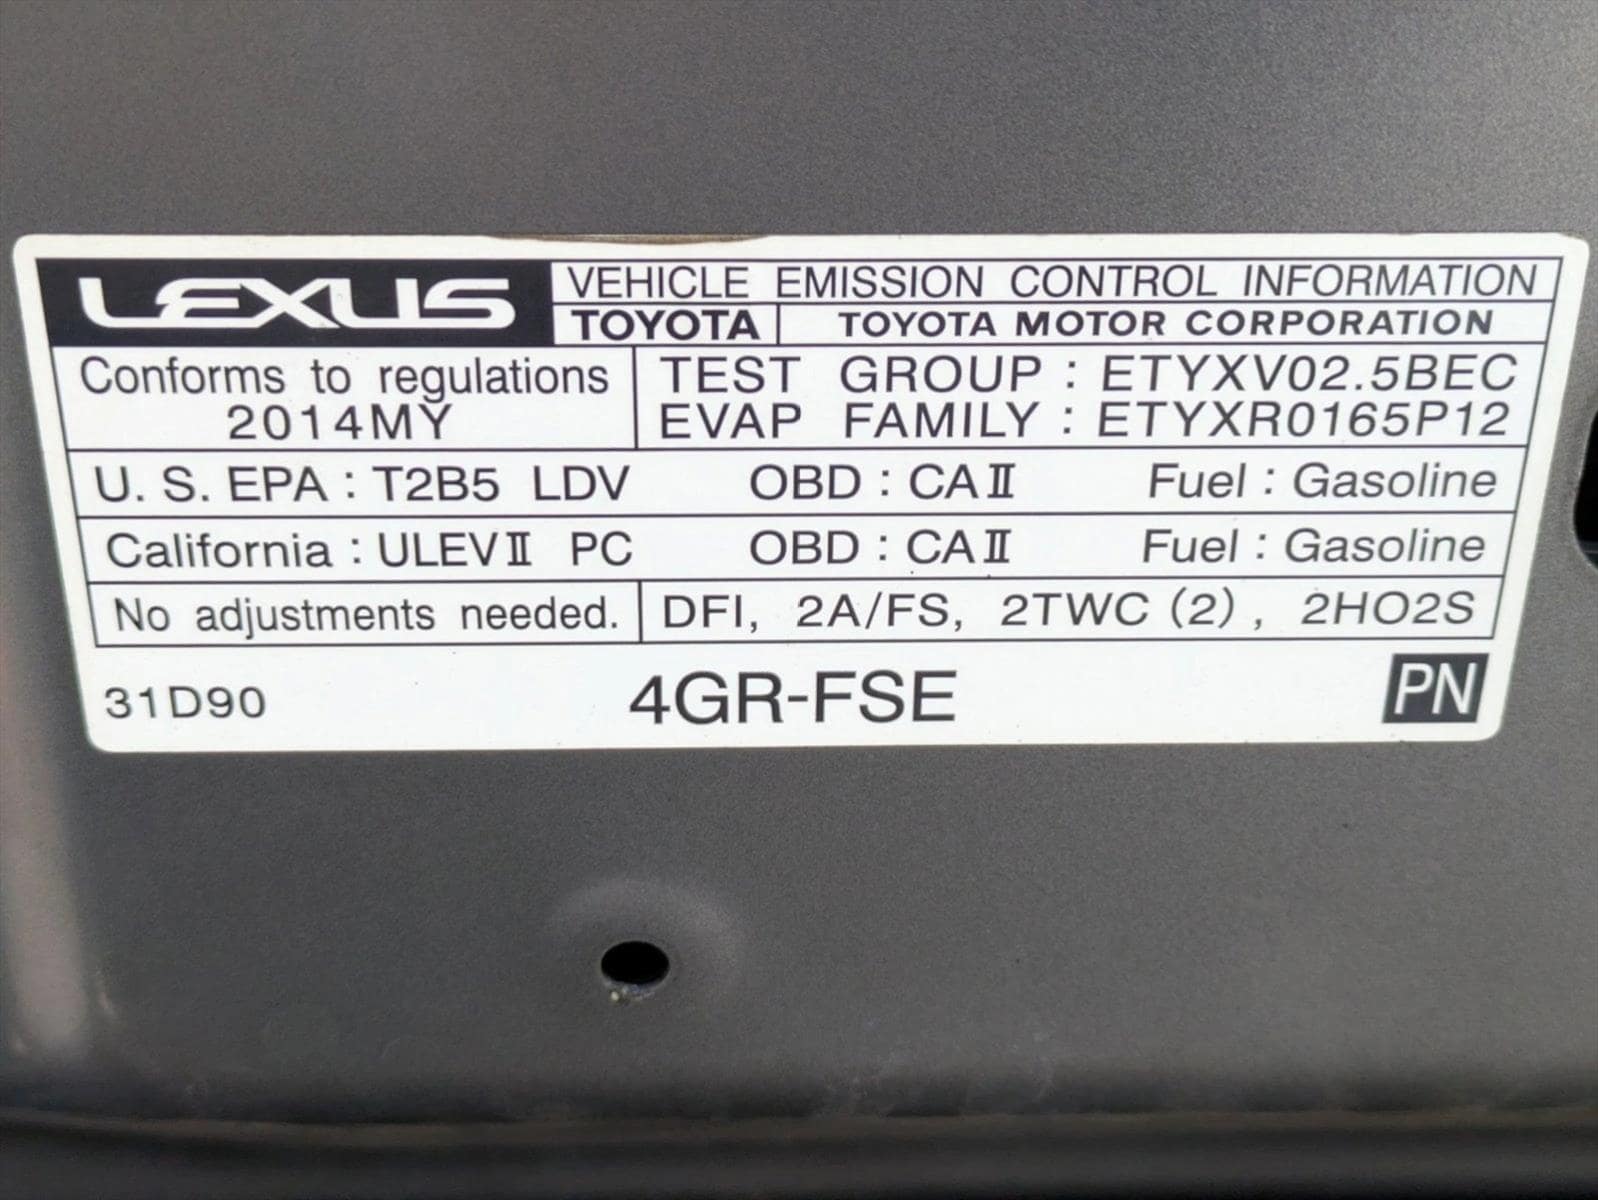 LEXUS VEHICLE EMISSION CONTROL INFORMATION
TOYOTA TOYOTA MOTOR CORPORATION
Conforms to regulations TEST GROUP : ETYXV02.5BEC
2014MY EVAP FAMILY : ETYXR0165P12
U. S. EPA : T2B5 LDV OBD : CAⅡ Fuel : Gasoline
California : ULEVⅡ PC OBD : CAⅡ Fuel : Gasoline
No adjustments needed. DFI, 2A/FS, 2TWC (2) , 2HO2S
31D90 4GR-FSE PN